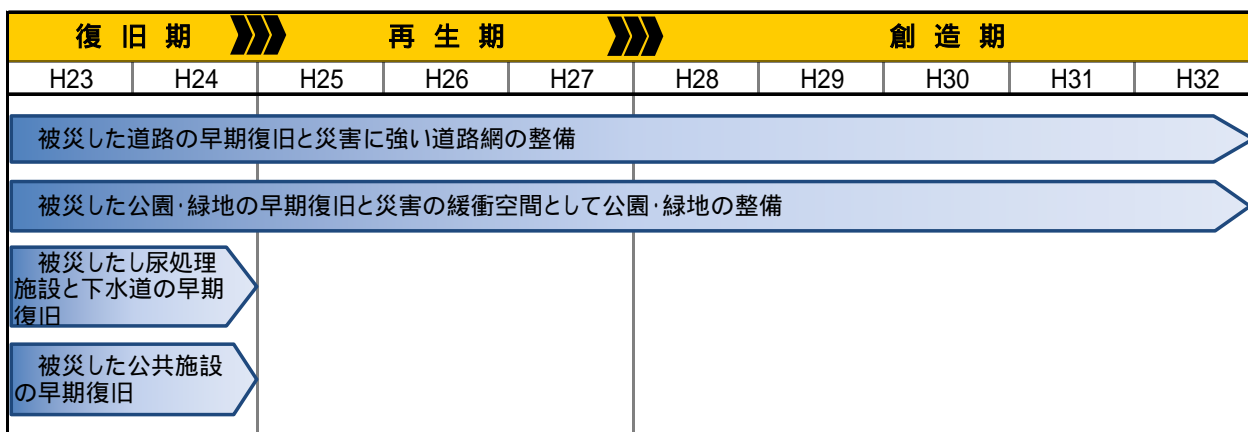 復旧期 再生期 創造期
H23 H24 H25 H26 H27 H28 H29 H30 H31 H32
被災した道路の早期復旧と災害に強い道路網の整備
被災した公園・緑地の早期復旧と災害の緩衝空間として公園・緑地の整備
被災したし尿処理
施設と下水道の早期
復旧
被災した公共施設
の早期復旧